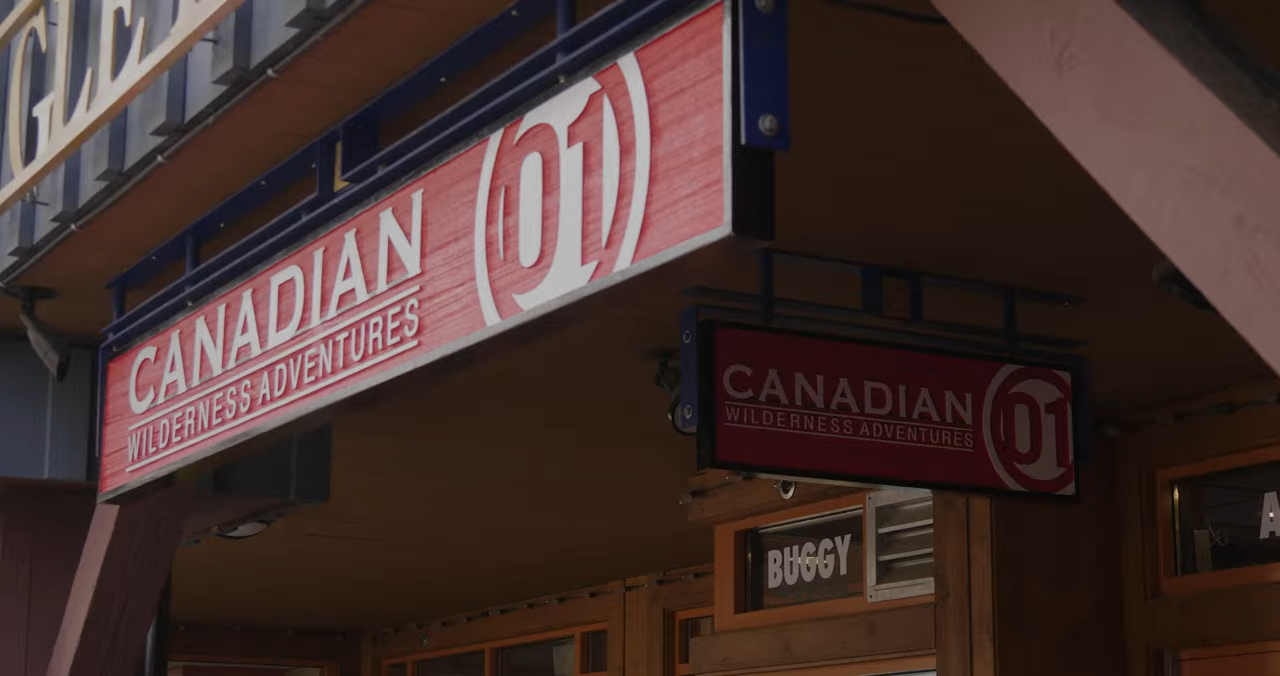 CANADIAN
WILDERNESS ADVENTURES
01
CANADIAN
WILDERNESS ADVENTURES
01
BUGGY